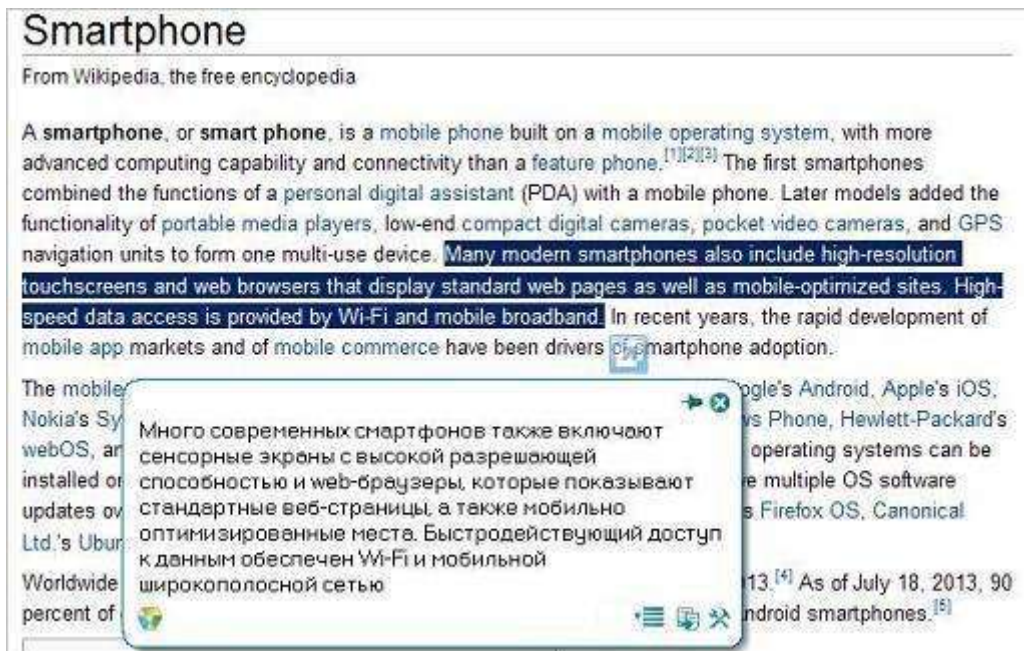 Smartphone
From Wikipedia, the free encyclopedia
A smartphone, or smart phone, is a mobile phone built on a mobile operating system, with more
advanced computing capability and connectivity than a feature phone.[1][2][3] The first smartphones
combined the functions of a personal digital assistant (PDA) with a mobile phone. Later models added the
functionality of portable media players, low-end compact digital cameras, pocket video cameras, and GPS
navigation units to form one multi-use device. Many modern smartphones also include high-resolution
touchscreens and web browsers that display standard web pages as well as mobile-optimized sites. High-
speed data access is provided by Wi-Fi and mobile broadband. In recent years, the rapid development of
mobile app markets and of mobile commerce have been drivers of smartphone adoption.
The mobile Android, Apple's iOS,
Nokia's Phone, Hewlett-Packard's
webOS, operating systems can be
installed multiple OS software
updates Firefox OS, Canonical
Ltd.'s
Много современных смартфонов также включают
сенсорные экраны с высокой разрешающей
способностью и web-браузеры, которые показывают
стандартные веб-страницы, а также мобильно
оптимизированные места. Быстродействующий доступ
к данным обеспечен Wi-Fi и мобильной
широкополосной сетью
Worldwide 13.[4] As of July 18, 2013, 90
percent of smartphones.[5]